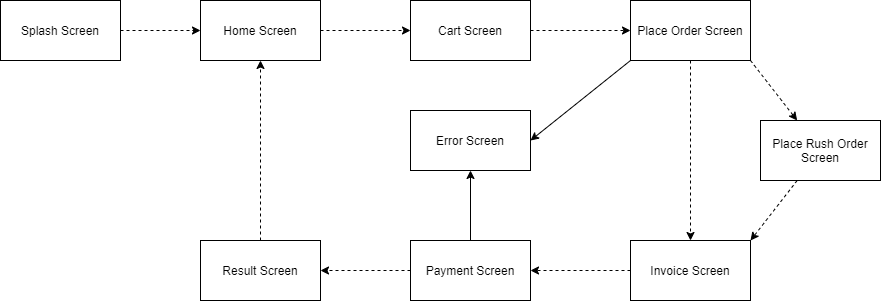 Splash Screen
Home Screen
Cart Screen
Place Order Screen
Error Screen
Place Rush Order
Screen
Result Screen
Payment Screen
Invoice Screen